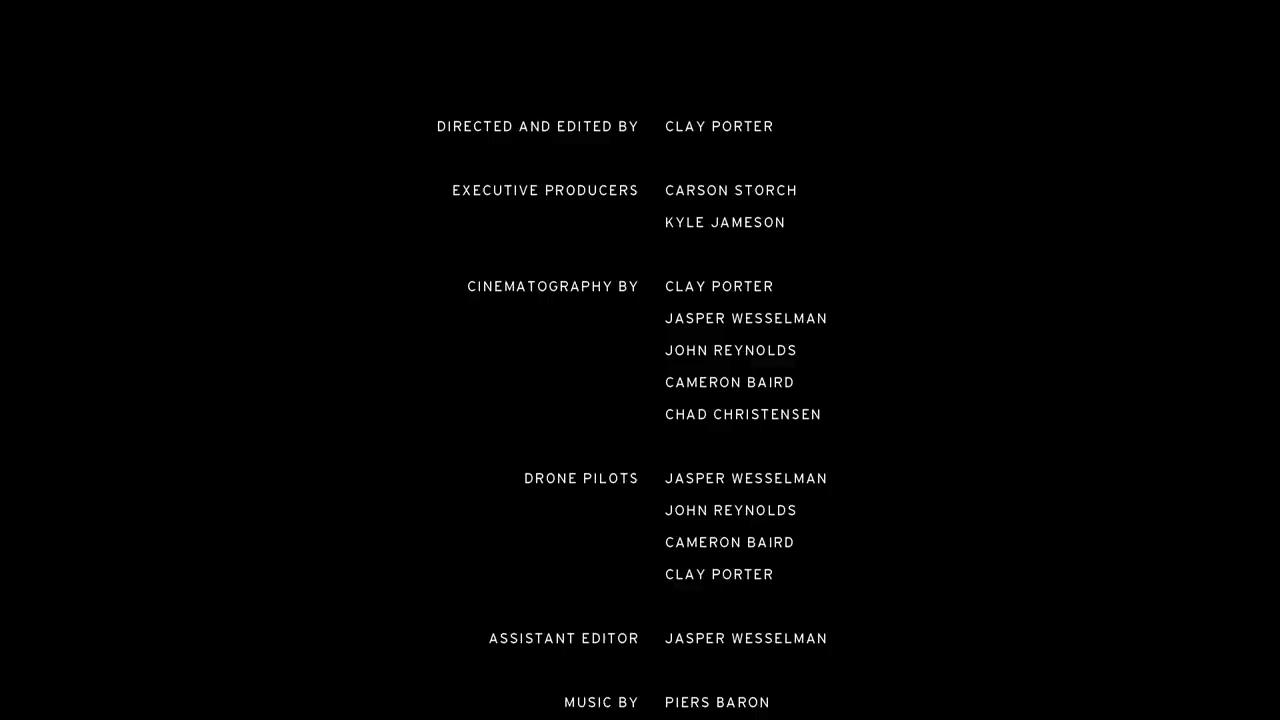 DIRECTED AND EDITED BY CLAY PORTER
EXECUTIVE PRODUCERS CARSON STORCH
KYLE JAMESON
CINEMATOGRAPHY BY CLAY PORTER
JASPER WESSELMAN
JOHN REYNOLDS
CAMERON BAIRD
CHAD CHRISTENSEN
DRONE PILOTS JASPER WESSELMAN
JOHN REYNOLDS
CAMERON BAIRD
CLAY PORTER
ASSISTANT EDITOR JASPER WESSELMAN
MUSIC BY PIERS BARON